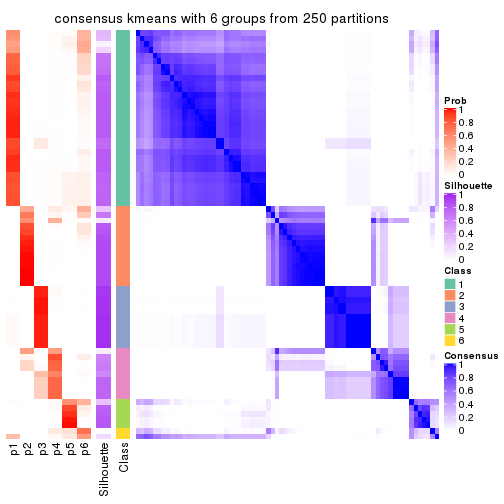 consensus kmeans with 6 groups from 250 partitions
Prob
1
0.8
0.6
0.4
0.2
0
Silhouette
1
0.8
0.6
0.4
0.2
0
Class
1
2
3
4
5
6
Consensus
1
0.8
0.6
0.4
0.2
0
p1
p2
p3
p4
p5
p6
Silhouette
Class